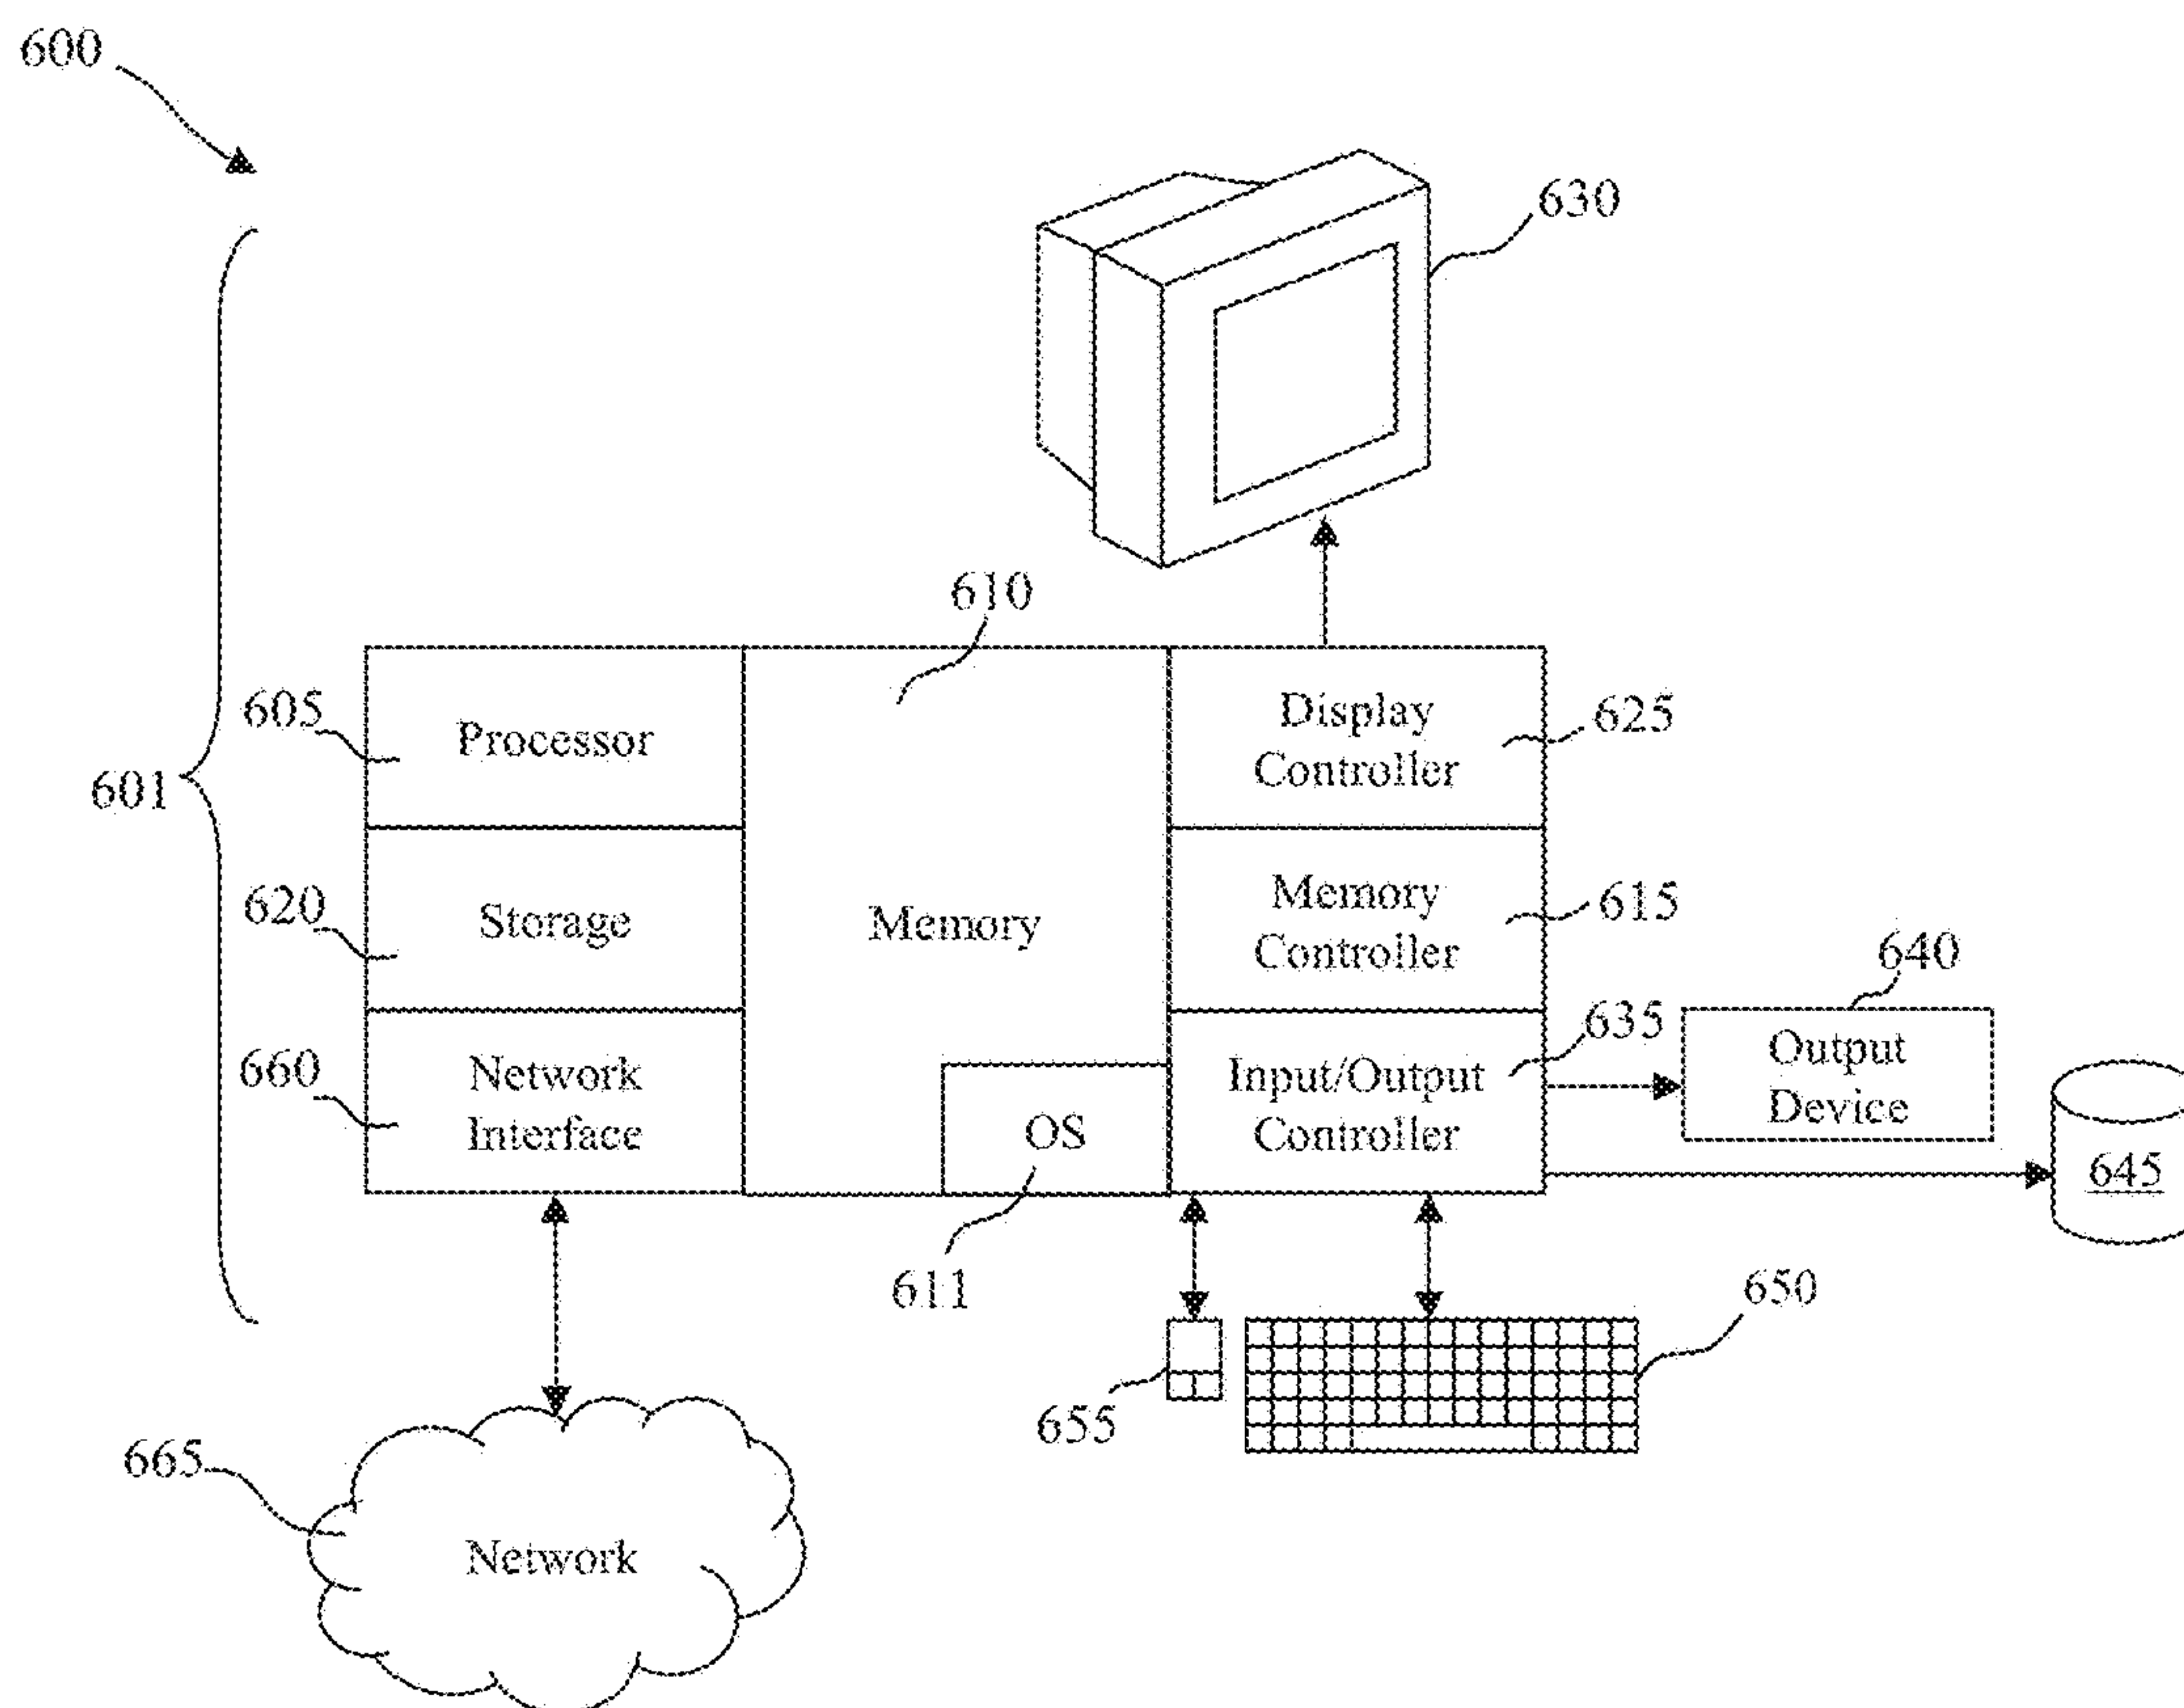 600
630
610
605
Processor
Display
Controller
625
601
620
Storage
Memory
Memory
Controller
615
640
660
Network
Interface
OS
Input/Output
Controller
635
Output
Device
645
611
650
655
665
Network